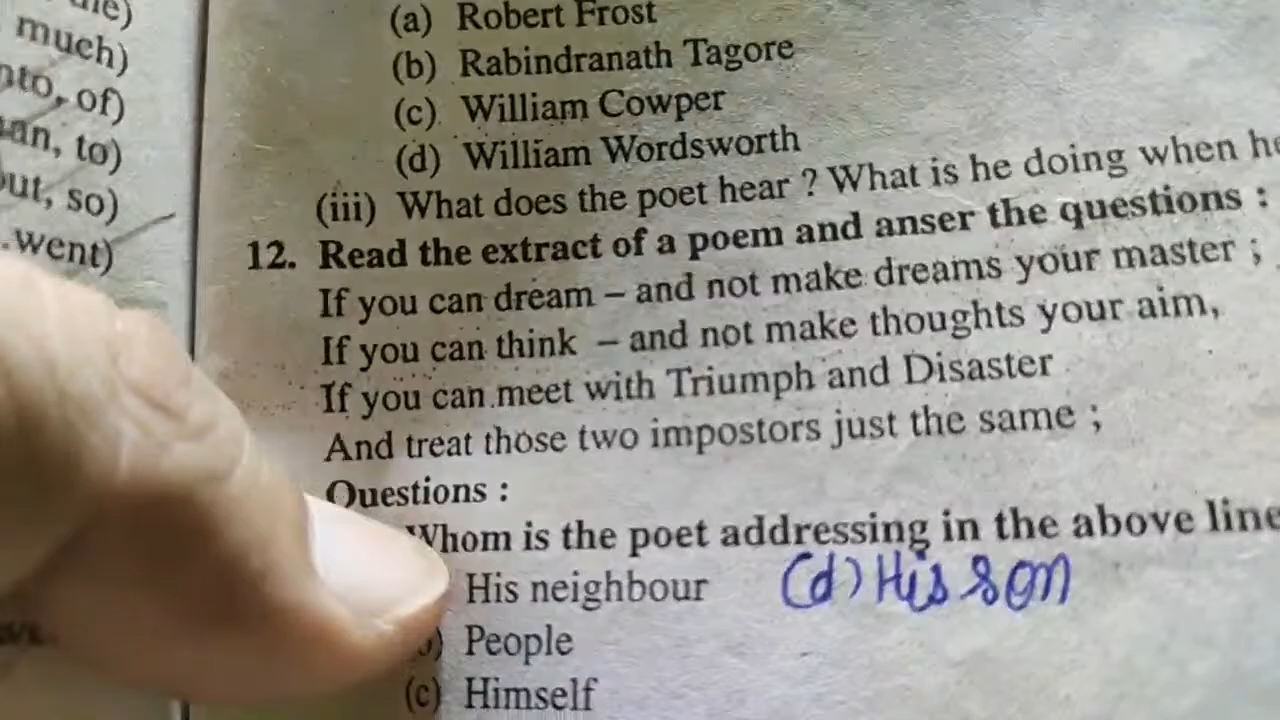 much)
of)
to)
so)
went)
(a) Robert Frost
(b) Rabindranath Tagore
(c) William Cowper
(d) William Wordsworth
(iii) What does the poet hear ? What is he doing when
12. Read the extract of a poem and anser the questions :
If you can dream – and not make dreams your master ;
If you can think – and not make thoughts your aim,
If you can meet with Triumph and Disaster
And treat those two impostors just the same ;
Questions :
Whom is the poet addressing in the above line
His neighbour (d) His son
People
(c) Himself